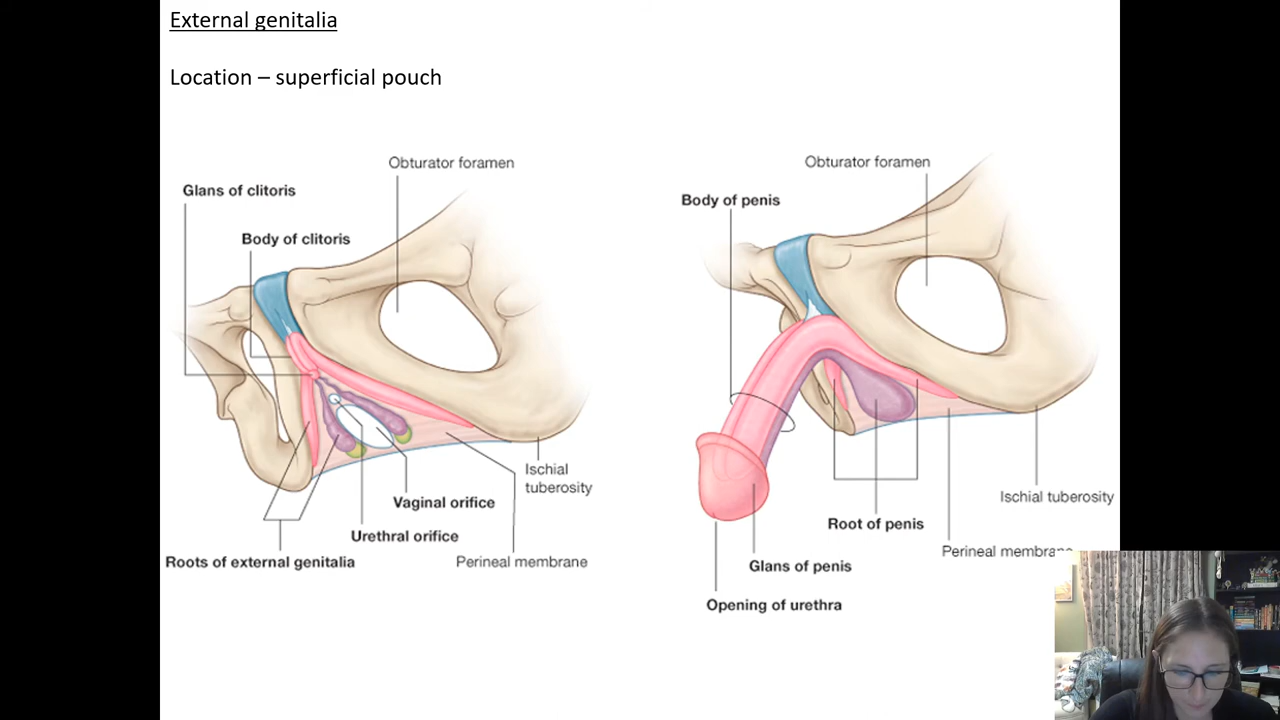 External genitalia
Location – superficial pouch
Obturator foramen
Glans of clitoris
Body of clitoris
Ischial
tuberosity
Vaginal orifice
Urethral orifice
Roots of external genitalia
Perineal membrane
Obturator foramen
Body of penis
Ischial tuberosity
Root of penis
Perineal membrane
Glans of penis
Opening of urethra